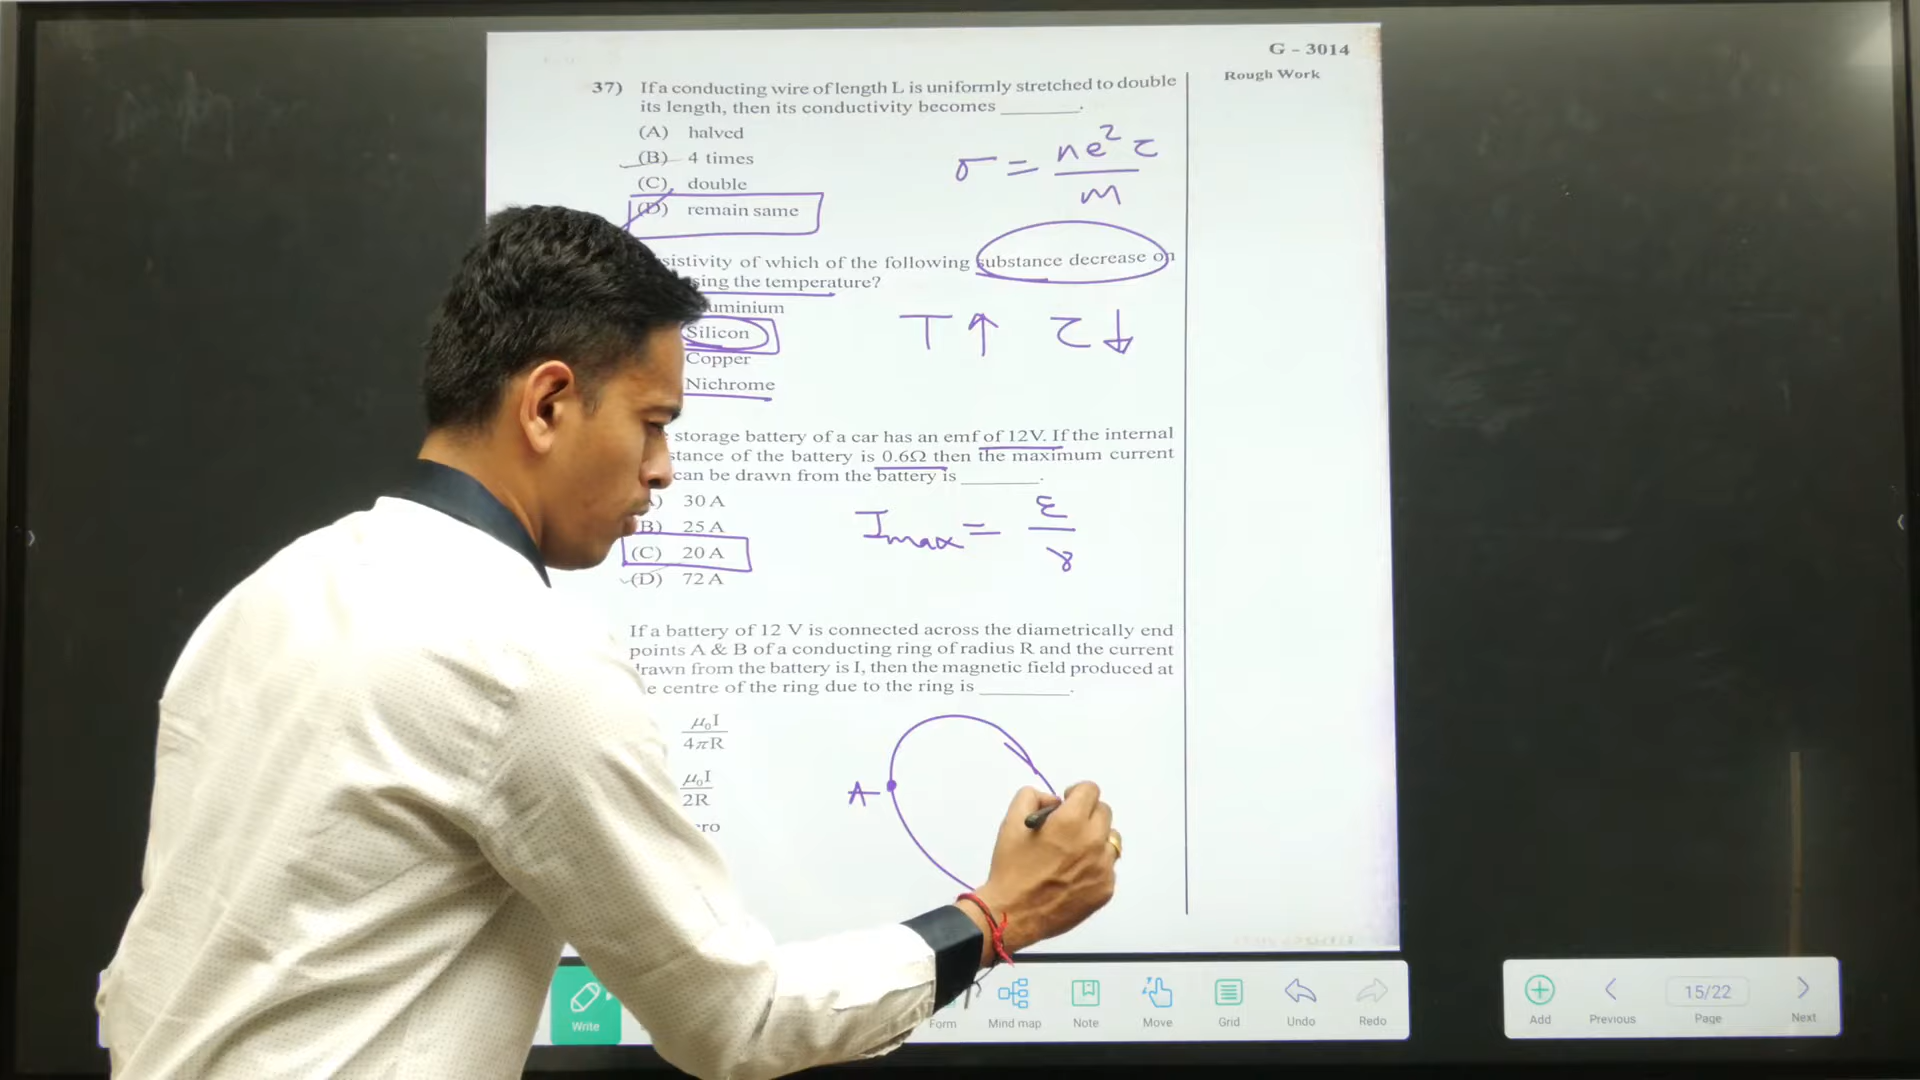 G - 3014
Rough Work
37) If a conducting wire of length L is uniformly stretched to double
its length, then its conductivity becomes ________.
(A) halved
(B) 4 times
(C) double
(D) remain same
σ = ne²τ / m
sistivity of which of the following substance decrease on
sing the temperature?
uminium
Silicon
Copper
Nichrome
T↑ τ↓
storage battery of a car has an emf of 12V. If the internal
stance of the battery is 0.6Ω then the maximum current
can be drawn from the battery is ________.
) 30 A
(B) 25 A
(C) 20 A
(D) 72 A
Imax = ε / r
If a battery of 12 V is connected across the diametrically end
points A & B of a conducting ring of radius R and the current
drawn from the battery is I, then the magnetic field produced at
e centre of the ring due to the ring is _________.
μ₀I / 4πR
μ₀I / 2R
ro
A
Write
Form
Mind map
Note
Move
Grid
Undo
Redo
Add
Previous
15/22
Page
Next